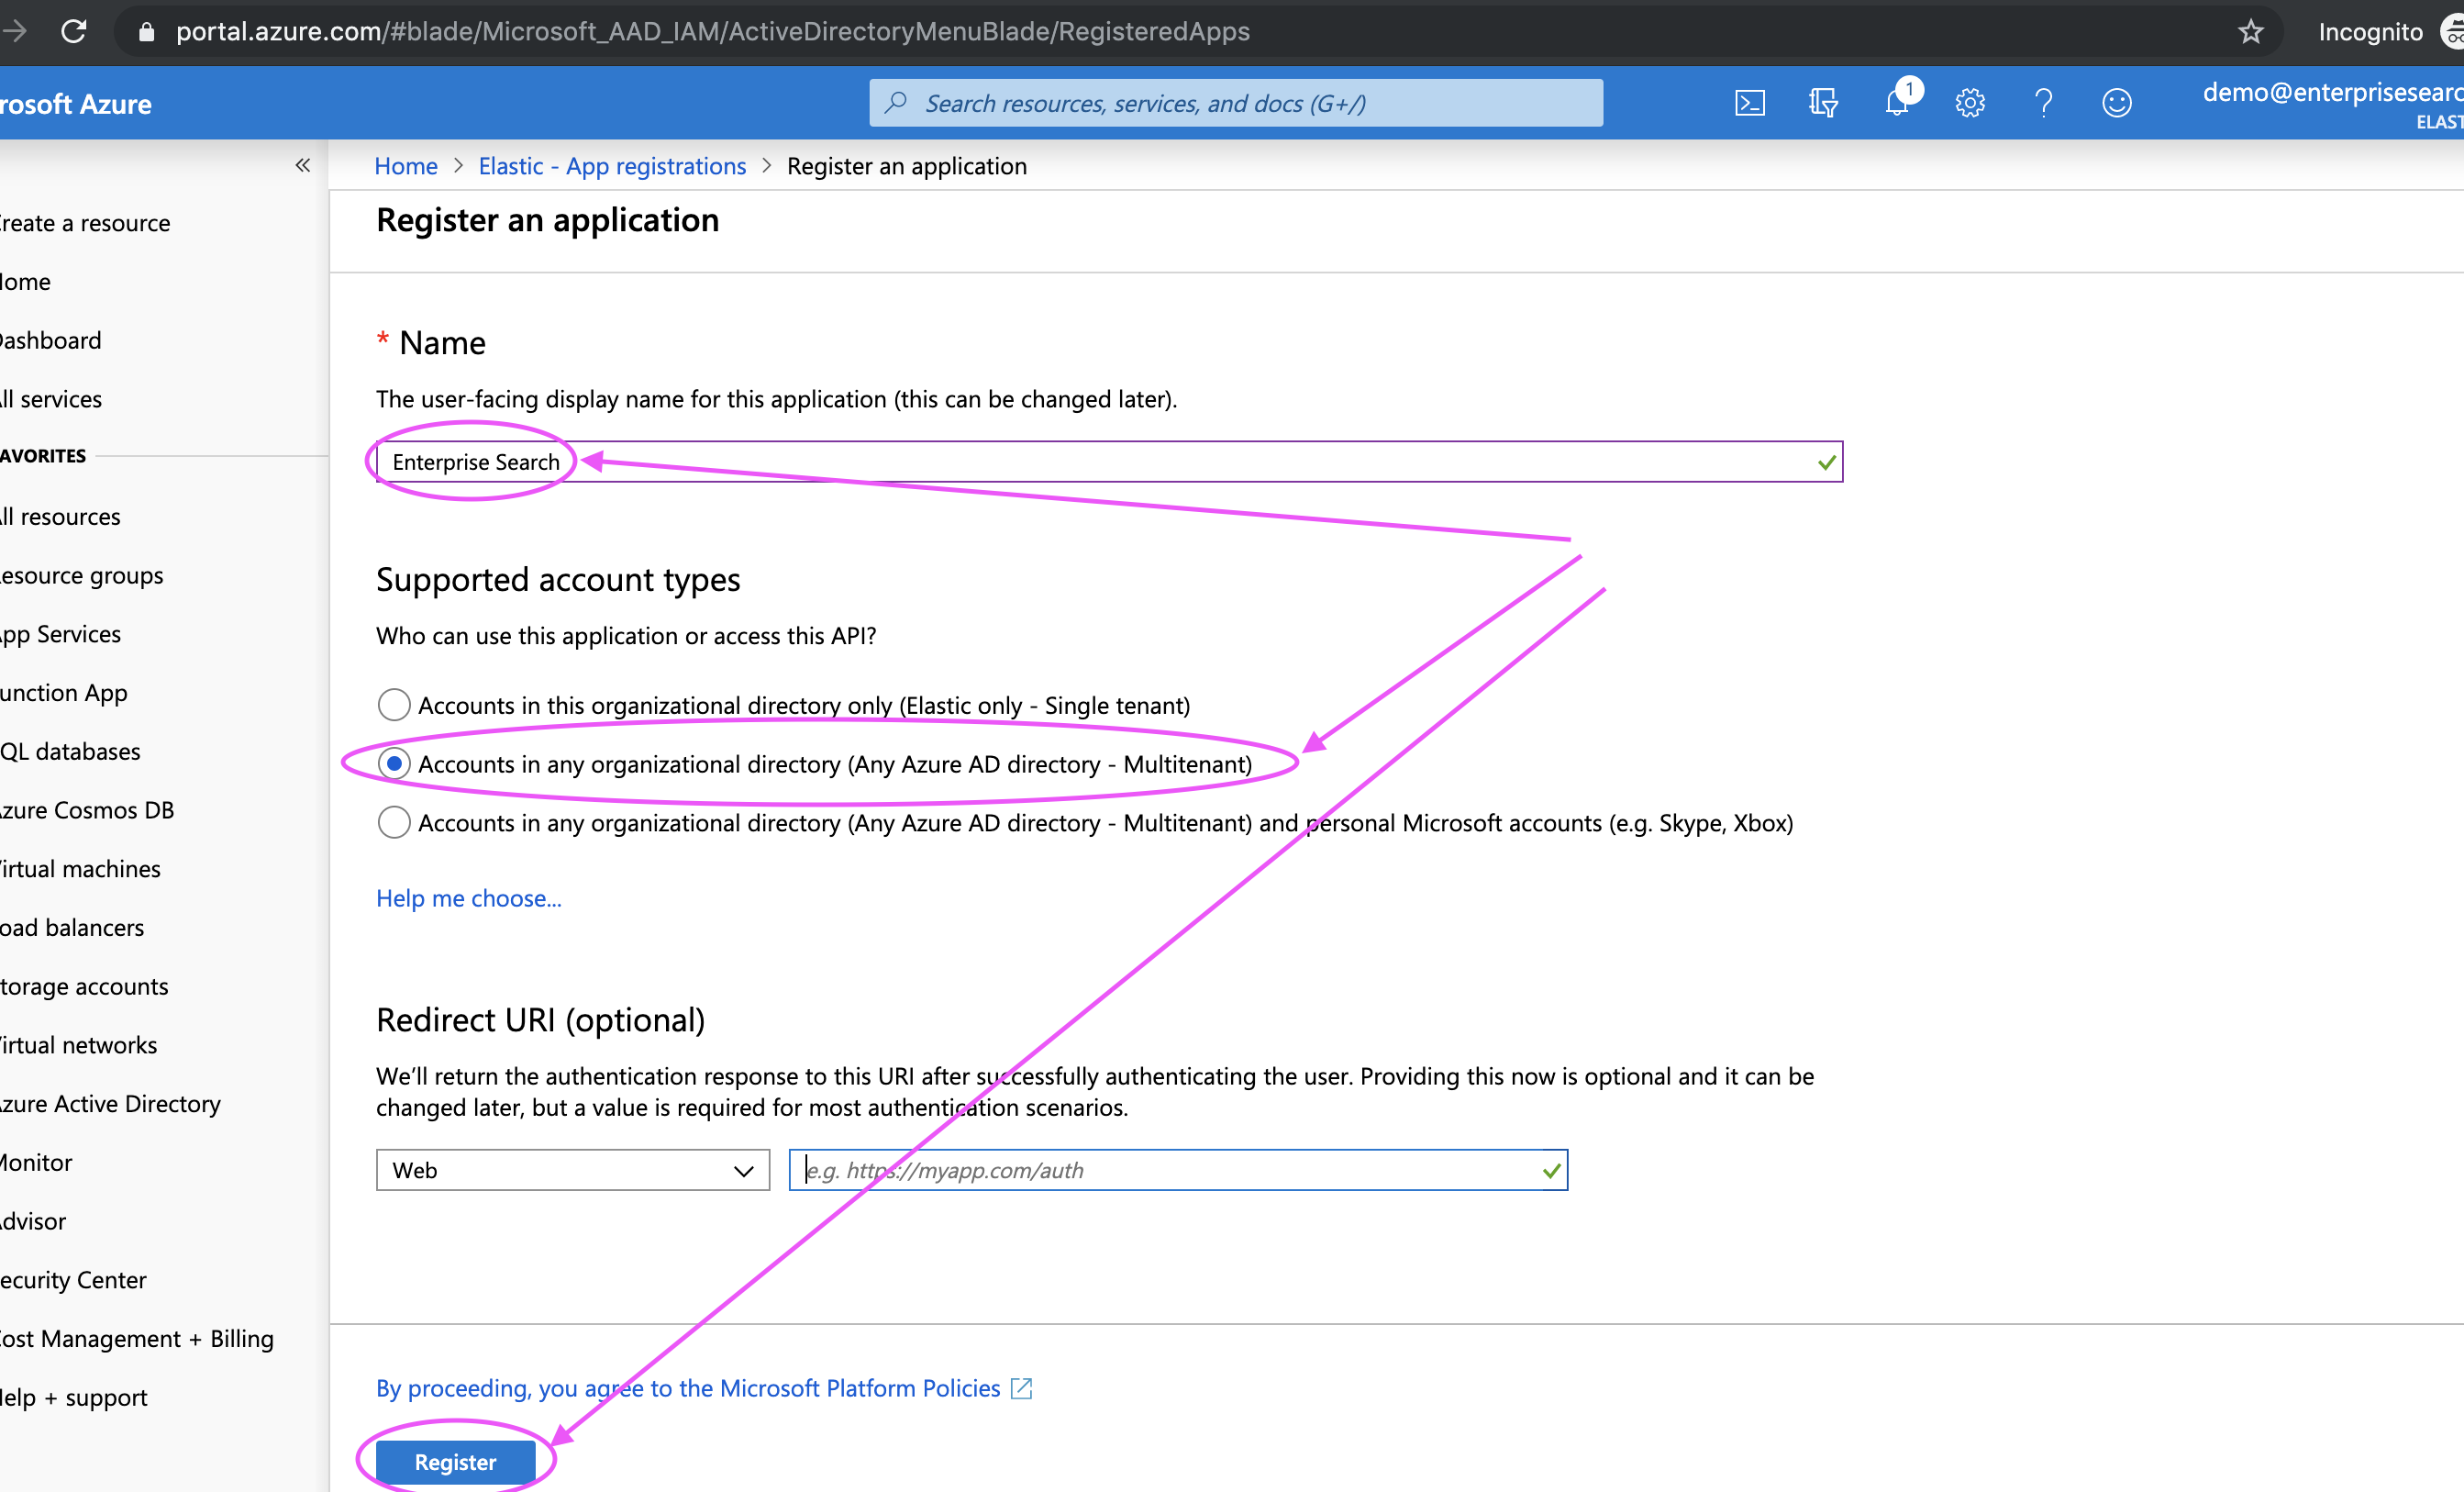 portal.azure.com/#blade/Microsoft_AAD_IAM/ActiveDirectoryMenuBlade/RegisteredApps
Incognito
rosoft Azure
Search resources, services, and docs (G+/)
1
demo@enterprisesearc
ELAST
«
Home > Elastic - App registrations > Register an application
Register an application
reate a resource
ome
ashboard
ll services
AVORITES
ll resources
esource groups
pp Services
unction App
QL databases
zure Cosmos DB
irtual machines
oad balancers
torage accounts
irtual networks
zure Active Directory
Monitor
dvisor
ecurity Center
ost Management + Billing
elp + support
* Name
The user-facing display name for this application (this can be changed later).
Enterprise Search
Supported account types
Who can use this application or access this API?
Accounts in this organizational directory only (Elastic only - Single tenant)
Accounts in any organizational directory (Any Azure AD directory - Multitenant)
Accounts in any organizational directory (Any Azure AD directory - Multitenant) and personal Microsoft accounts (e.g. Skype, Xbox)
Help me choose...
Redirect URI (optional)
We'll return the authentication response to this URI after successfully authenticating the user. Providing this now is optional and it can be
changed later, but a value is required for most authentication scenarios.
Web
e.g. https://myapp.com/auth
By proceeding, you agree to the Microsoft Platform Policies
Register